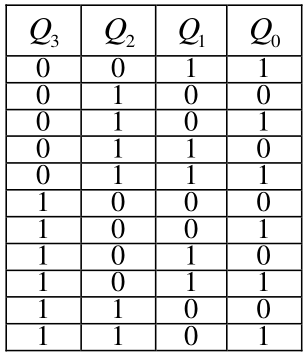 Q₃ Q₂ Q₁ Q₀
0 0 1 1
0 1 0 0
0 1 0 1
0 1 1 0
0 1 1 1
1 0 0 0
1 0 0 1
1 0 1 0
1 0 1 1
1 1 0 0
1 1 0 1